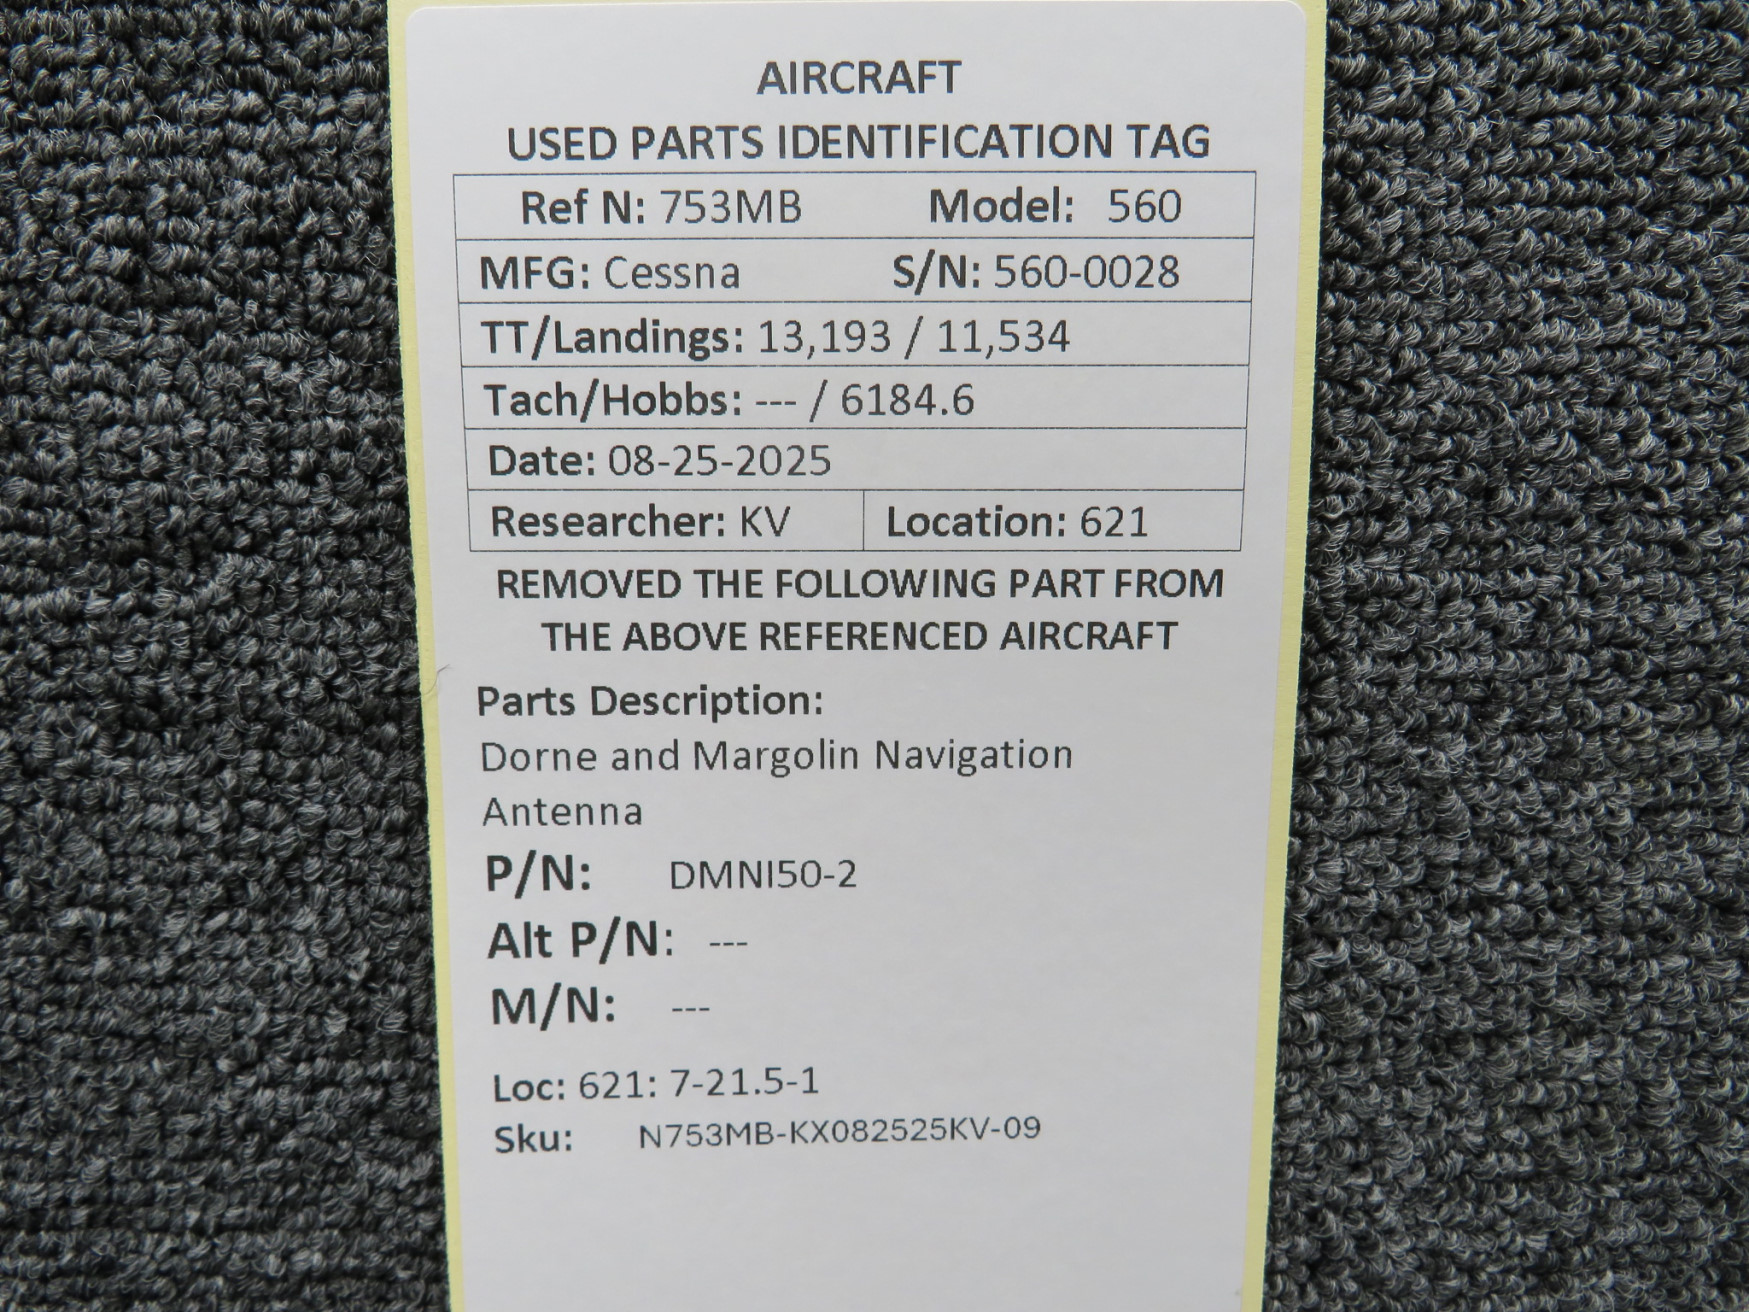 AIRCRAFT
USED PARTS IDENTIFICATION TAG
Ref N: 753MB Model: 560
MFG: Cessna S/N: 560-0028
TT/Landings: 13,193 / 11,534
Tach/Hobbs: --- / 6184.6
Date: 08-25-2025
Researcher: KV Location: 621
REMOVED THE FOLLOWING PART FROM
THE ABOVE REFERENCED AIRCRAFT
Parts Description:
Dorne and Margolin Navigation
Antenna
P/N: DMNI50-2
Alt P/N: ---
M/N: ---
Loc: 621: 7-21.5-1
Sku: N753MB-KX082525KV-09